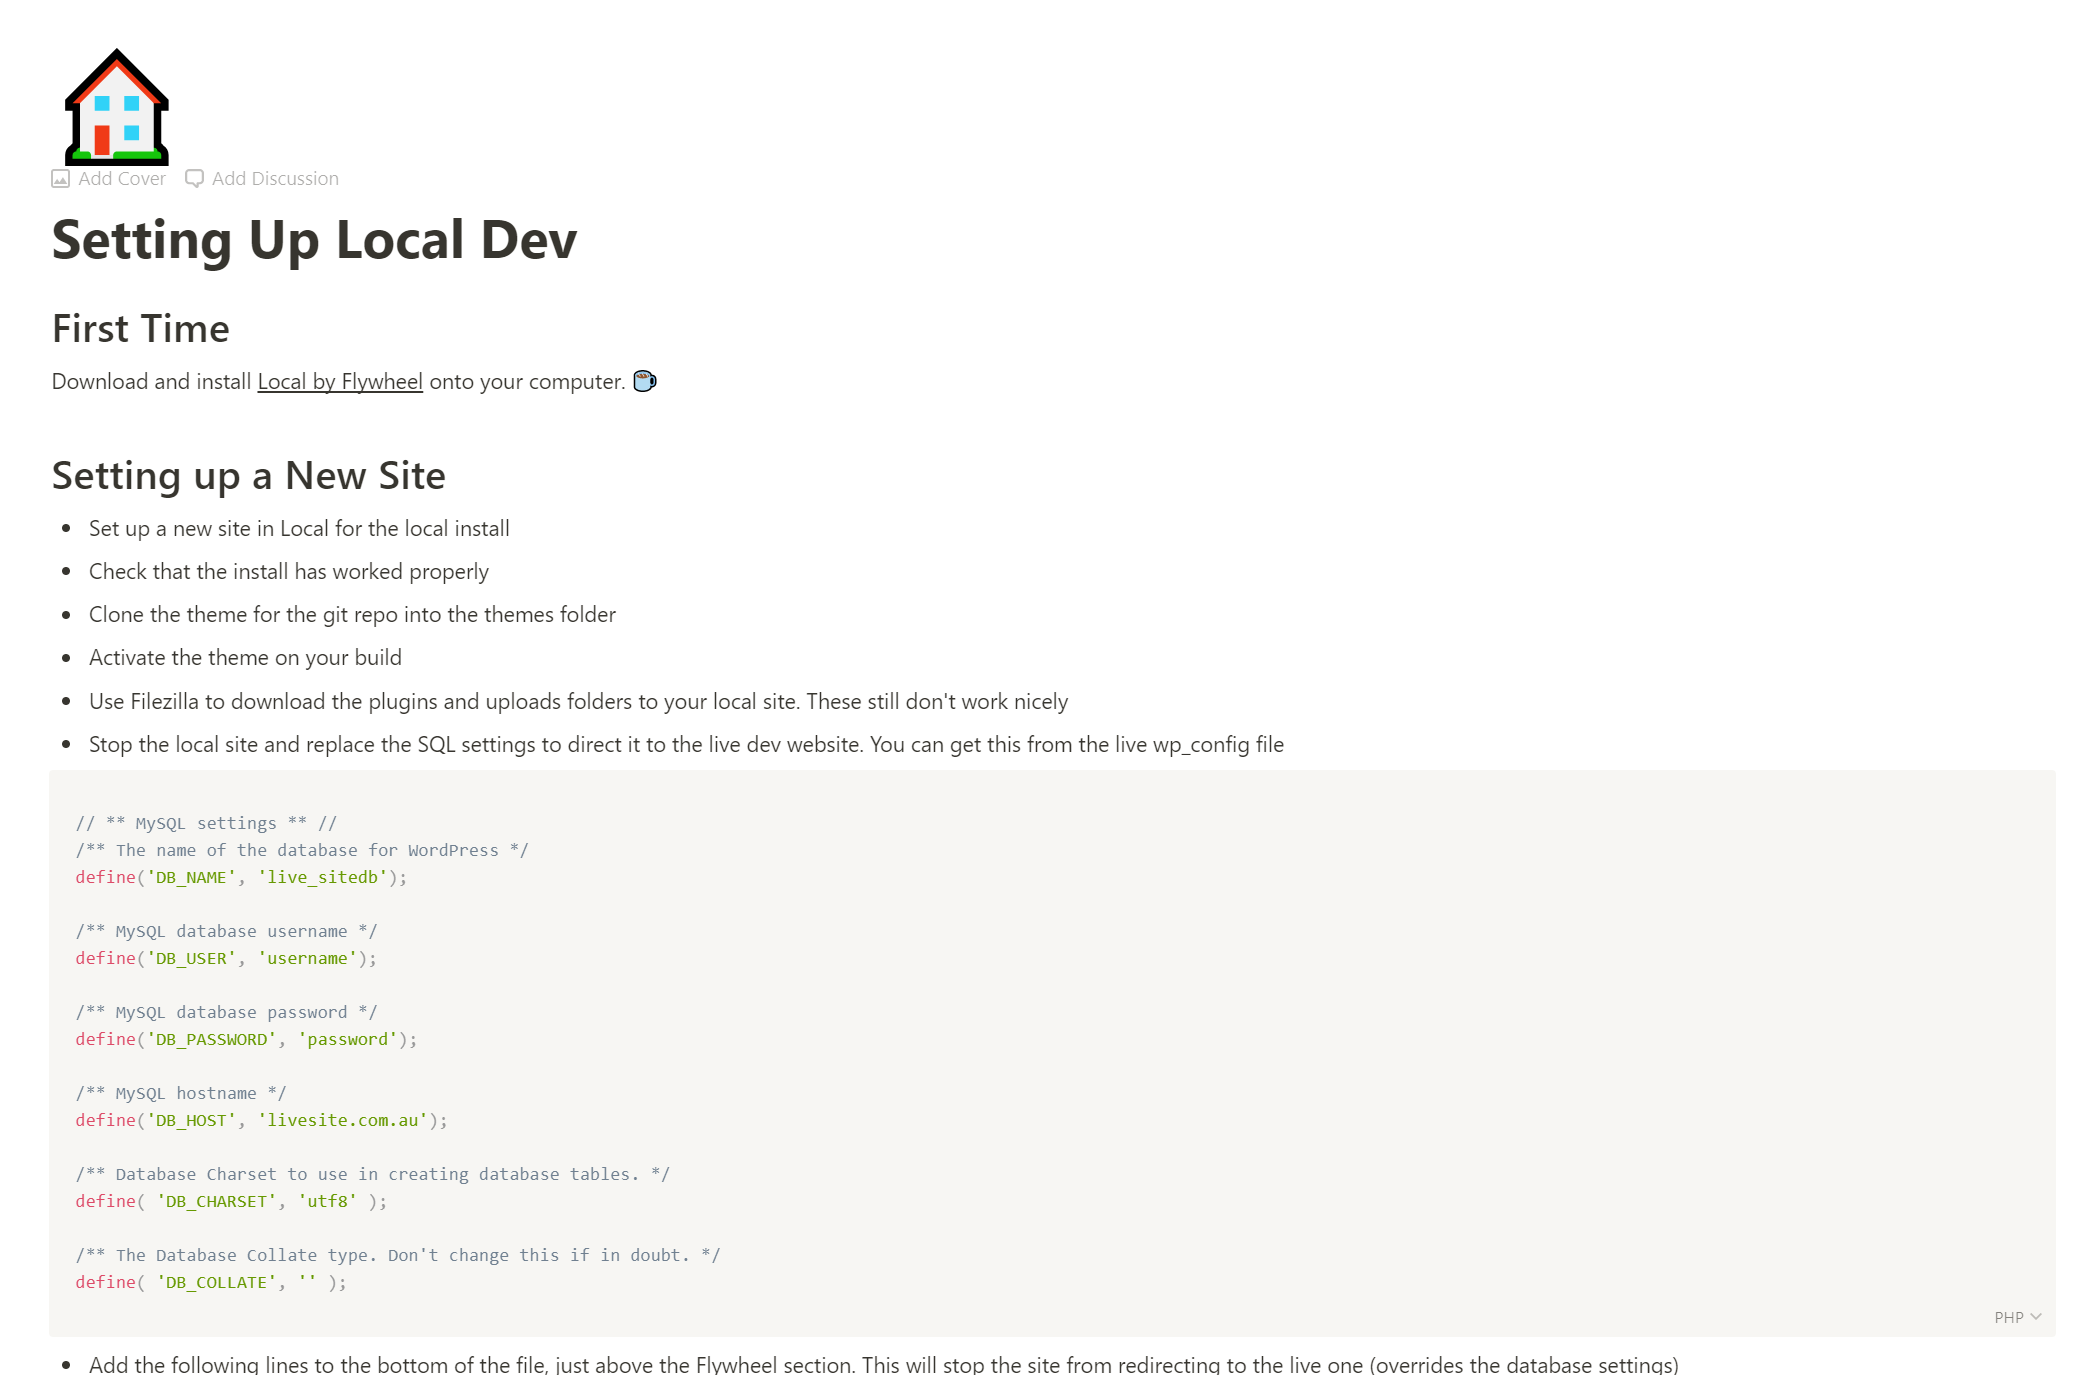 Add Cover Add Discussion
Setting Up Local Dev
First Time
Download and install Local by Flywheel onto your computer. ☕
Setting up a New Site
• Set up a new site in Local for the local install
• Check that the install has worked properly
• Clone the theme for the git repo into the themes folder
• Activate the theme on your build
• Use Filezilla to download the plugins and uploads folders to your local site. These still don't work nicely
• Stop the local site and replace the SQL settings to direct it to the live dev website. You can get this from the live wp_config file
// ** MySQL settings ** //
/** The name of the database for WordPress */
define('DB_NAME', 'live_sitedb');
/** MySQL database username */
define('DB_USER', 'username');
/** MySQL database password */
define('DB_PASSWORD', 'password');
/** MySQL hostname */
define('DB_HOST', 'livesite.com.au');
/** Database Charset to use in creating database tables. */
define( 'DB_CHARSET', 'utf8' );
/** The Database Collate type. Don't change this if in doubt. */
define( 'DB_COLLATE', '' );
PHP
• Add the following lines to the bottom of the file, just above the Flywheel section. This will stop the site from redirecting to the live one (overrides the database settings)